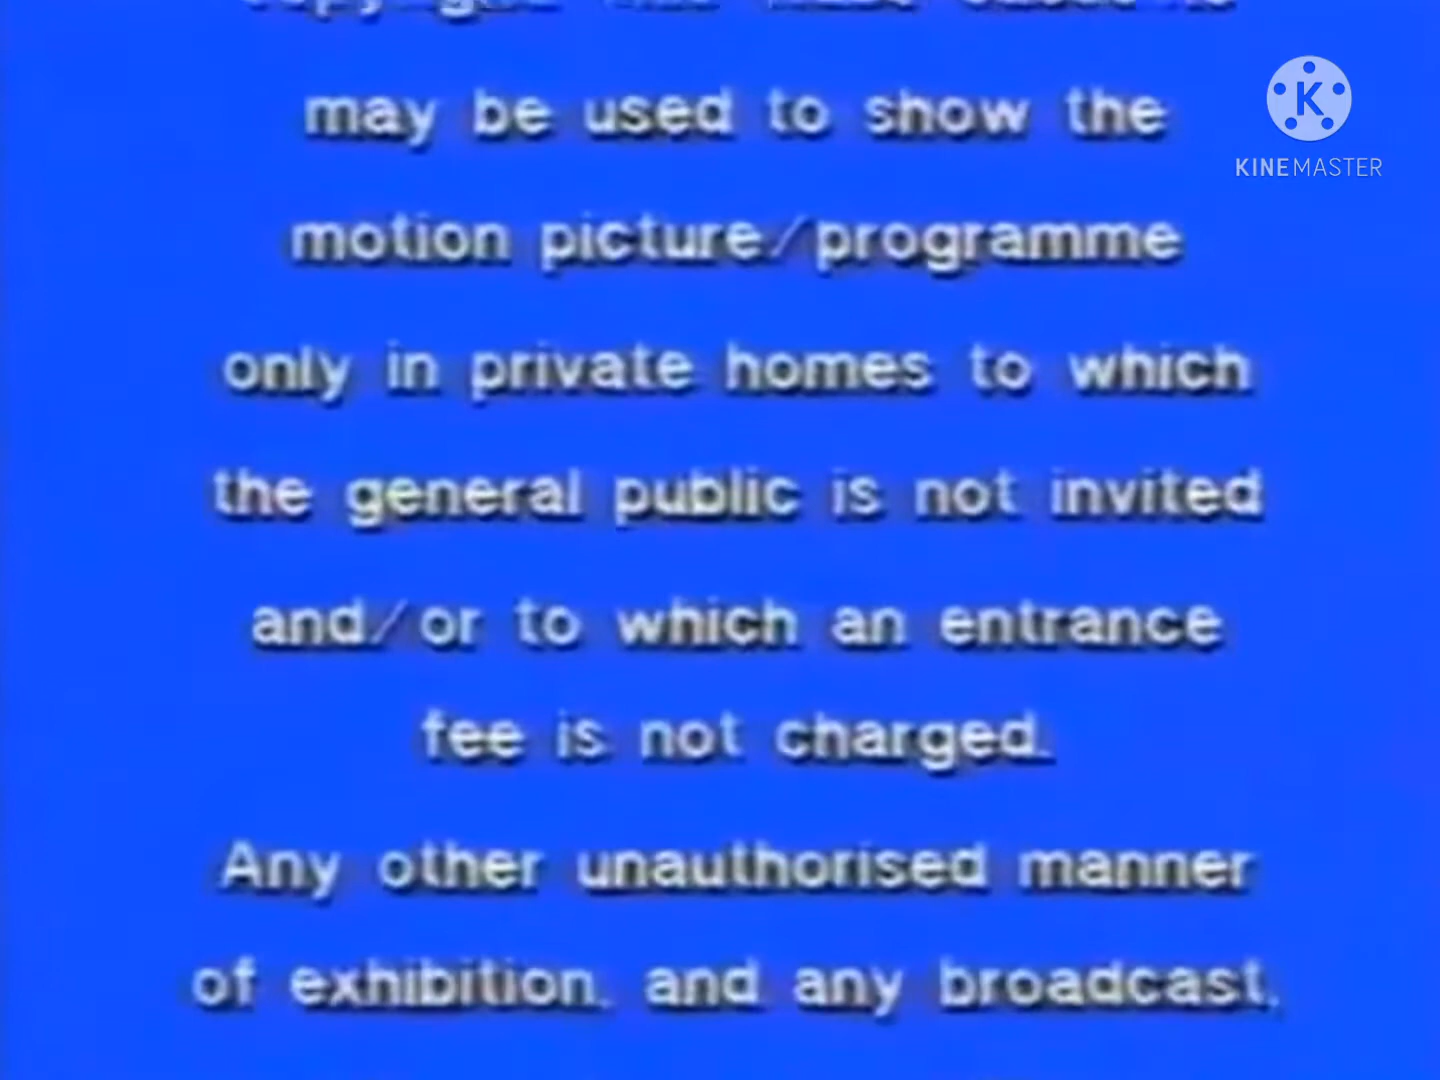 may be used to show the
motion picture/programme
only in private homes to which
the general public is not invited
and/or to which an entrance
fee is not charged.
Any other unauthorised manner
of exhibition, and any broadcast,
K
KINEMASTER